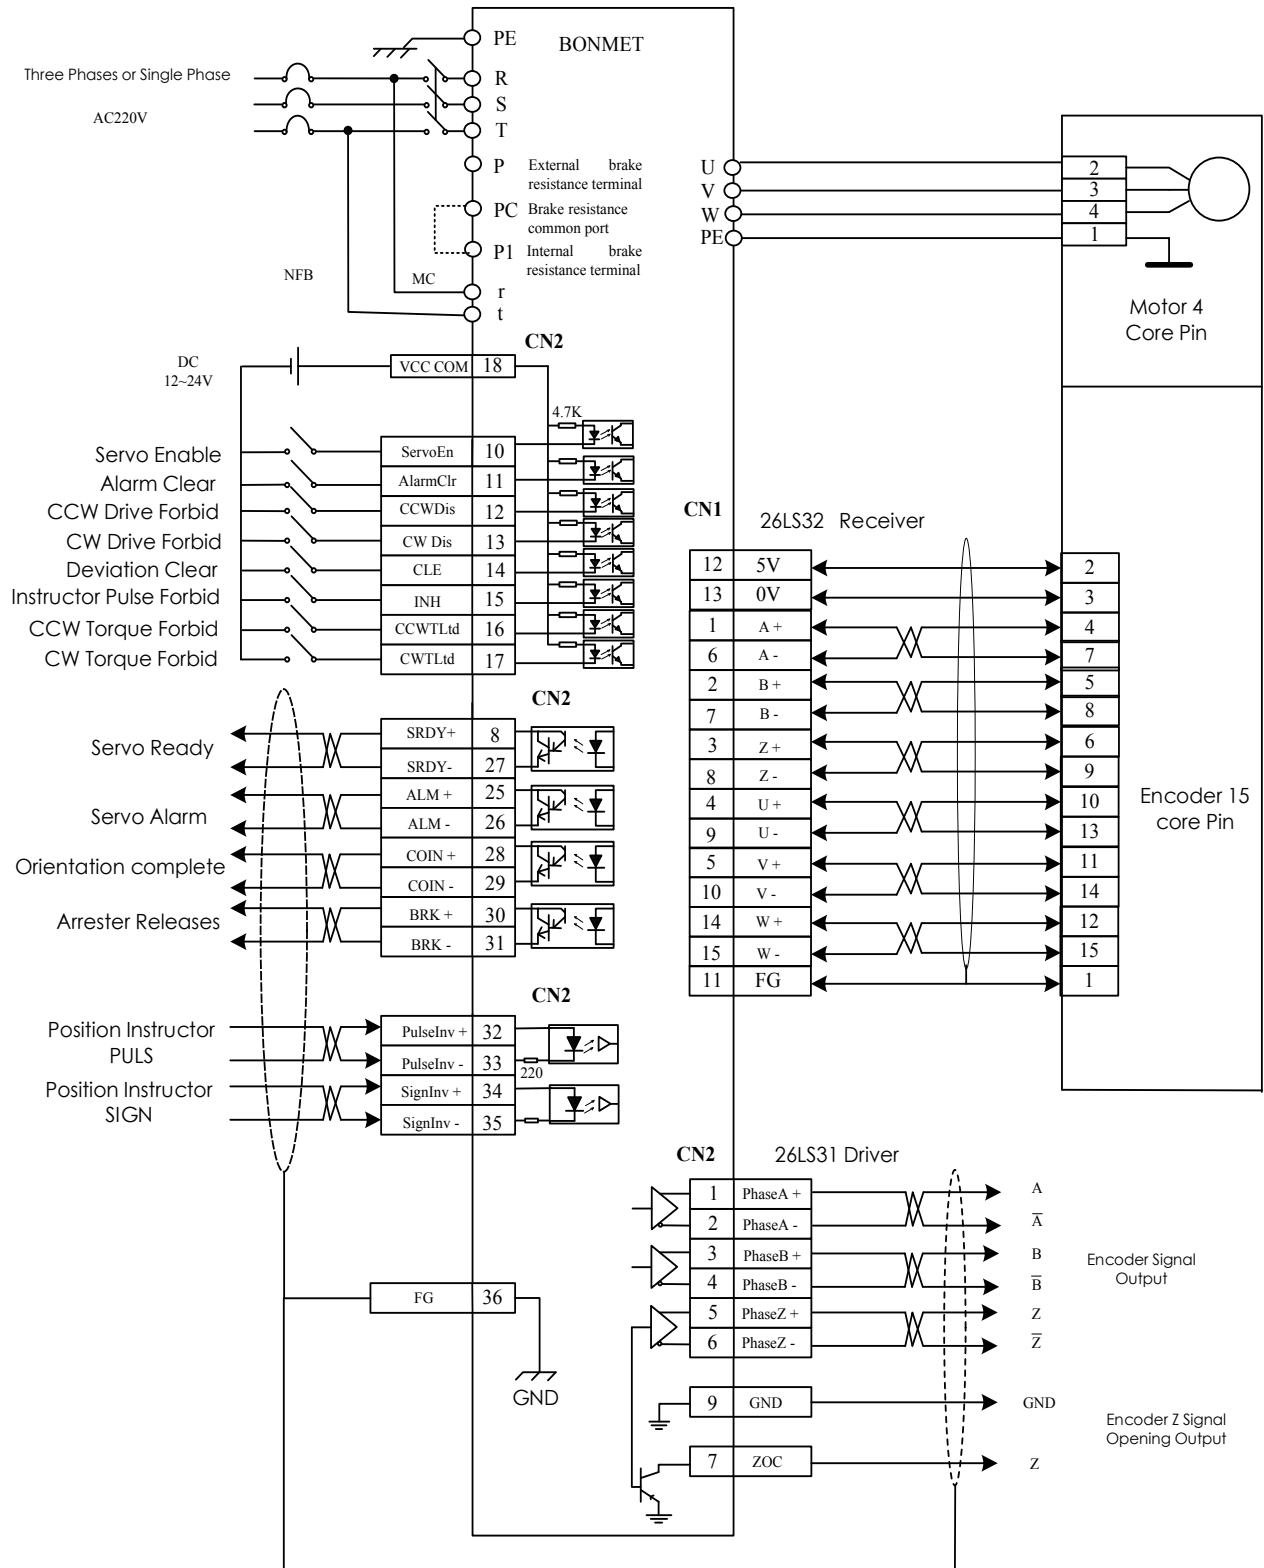 PE
BONMET
Three Phases or Single Phase
R
S
AC220V
T
P External brake
resistance terminal
PC Brake resistance
common port
P1 Internal brake
resistance terminal
NFB
MC
r
t
U
V
W
PE
2
3
4
1
Motor 4
Core Pin
CN2
DC
12~24V
VCC COM 18
4.7K
Servo Enable ServoEn 10
Alarm Clear AlarmClr 11
CCW Drive Forbid CCWDis 12
CW Drive Forbid CW Dis 13
Deviation Clear CLE 14
Instructor Pulse Forbid INH 15
CCW Torque Forbid CCWTLtd 16
CW Torque Forbid CWTLtd 17
CN2
Servo Ready
SRDY+ 8
SRDY- 27
Servo Alarm
ALM + 25
ALM - 26
Orientation complete
COIN + 28
COIN - 29
Arrester Releases
BRK + 30
BRK - 31
CN2
Position Instructor
PULS
PulseInv + 32
PulseInv - 33
220
Position Instructor
SIGN
SignInv + 34
SignInv - 35
FG 36
GND
CN1
26LS32 Receiver
12 5V 2
13 0V 3
1 A + 4
6 A - 7
2 B + 5
7 B - 8
3 Z + 6
8 Z - 9
4 U + 10
9 U - 13
5 V + 11
10 V - 14
14 W + 12
15 W - 15
11 FG 1
Encoder 15
core Pin
CN2
26LS31 Driver
1 PhaseA + A
2 PhaseA - A̅
3 PhaseB + B
4 PhaseB - B̅
5 PhaseZ + Z
6 PhaseZ - Z̅
Encoder Signal
Output
9 GND GND
7 ZOC Z
Encoder Z Signal
Opening Output